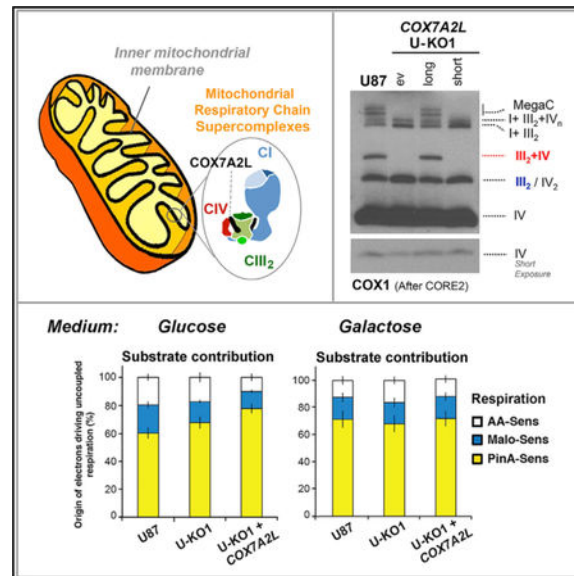 Inner mitochondrial
membrane
Mitochondrial
Respiratory Chain
Supercomplexes
COX7A2L
CI
CIV
CIII2
COX7A2L
U-KO1
U87
ev
long
short
MegaC
I+ III2+IVn
I+ III2
III2+IV
III2 / IV2
IV
IV
Short
Exposure
COX1 (After CORE2)
Medium: Glucose Galactose
Substrate contribution
Substrate contribution
Origin of electrons driving uncoupled
respiration (%)
100
80
60
40
20
0
U87
U-KO1
U-KO1 +
COX7A2L
100
80
60
40
20
0
U87
U-KO1
U-KO1 +
COX7A2L
Respiration
AA-Sens
Malo-Sens
PinA-Sens